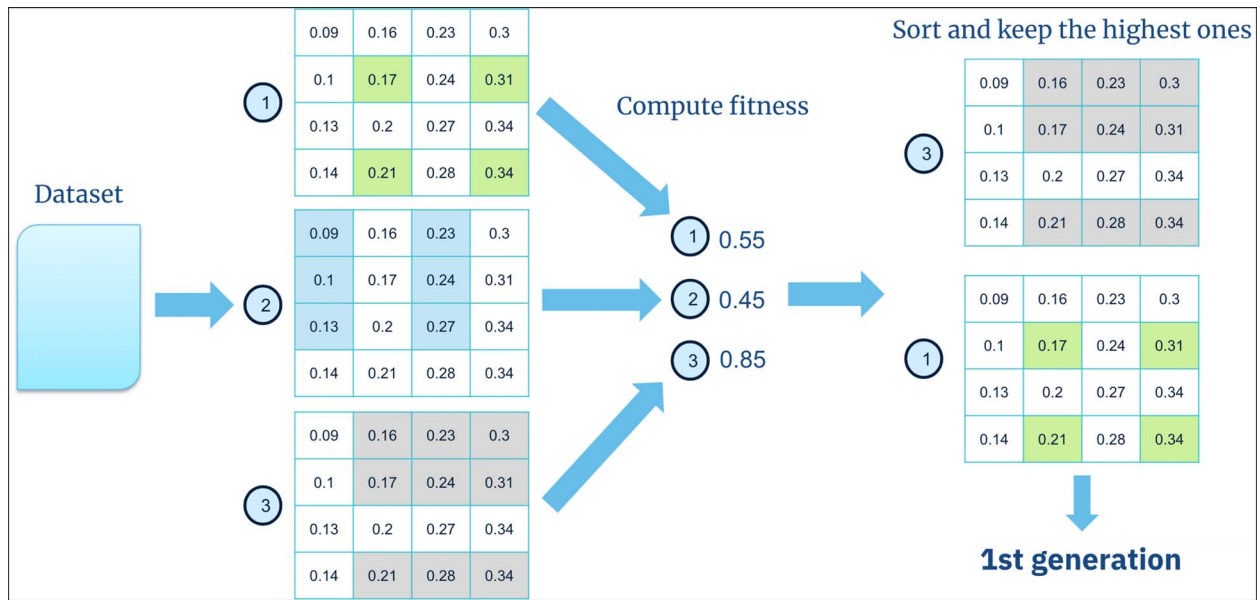 Dataset
1
0.09 0.16 0.23 0.3
0.1 0.17 0.24 0.31
0.13 0.2 0.27 0.34
0.14 0.21 0.28 0.34
2
0.09 0.16 0.23 0.3
0.1 0.17 0.24 0.31
0.13 0.2 0.27 0.34
0.14 0.21 0.28 0.34
3
0.09 0.16 0.23 0.3
0.1 0.17 0.24 0.31
0.13 0.2 0.27 0.34
0.14 0.21 0.28 0.34
Compute fitness
1 0.55
2 0.45
3 0.85
Sort and keep the highest ones
3
0.09 0.16 0.23 0.3
0.1 0.17 0.24 0.31
0.13 0.2 0.27 0.34
0.14 0.21 0.28 0.34
1
0.09 0.16 0.23 0.3
0.1 0.17 0.24 0.31
0.13 0.2 0.27 0.34
0.14 0.21 0.28 0.34
1st generation